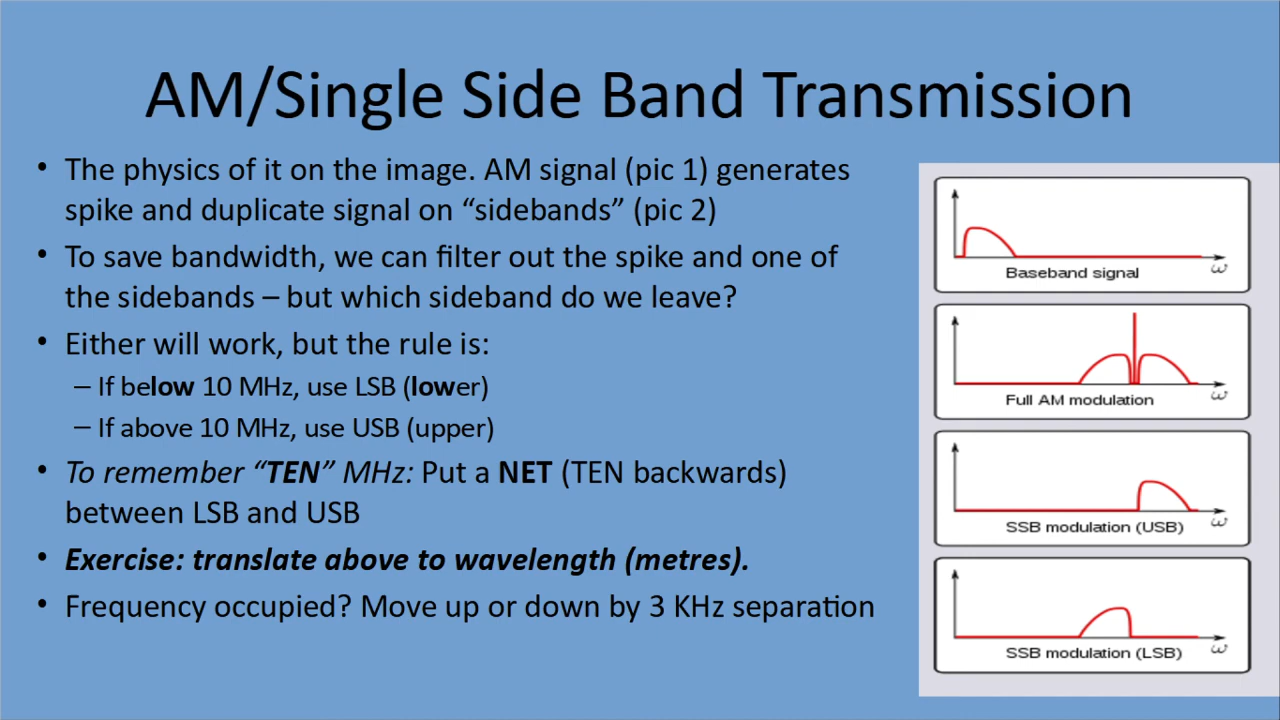 AM/Single Side Band Transmission
• The physics of it on the image. AM signal (pic 1) generates
spike and duplicate signal on “sidebands” (pic 2)
• To save bandwidth, we can filter out the spike and one of
the sidebands – but which sideband do we leave?
• Either will work, but the rule is:
– If below 10 MHz, use LSB (lower)
– If above 10 MHz, use USB (upper)
• To remember “TEN” MHz: Put a NET (TEN backwards)
between LSB and USB
• Exercise: translate above to wavelength (metres).
• Frequency occupied? Move up or down by 3 KHz separation
ω
Baseband signal
ω
Full AM modulation
ω
SSB modulation (USB)
ω
SSB modulation (LSB)